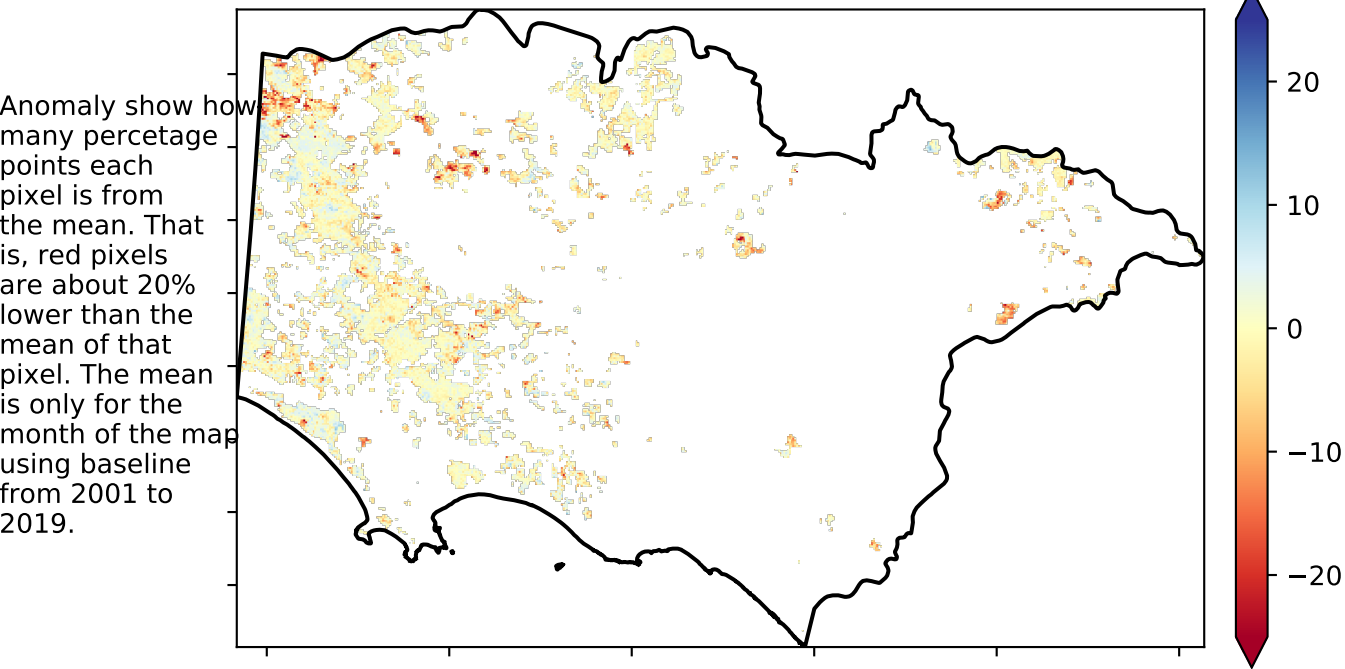 Anomaly show how
many percetage
points each
pixel is from
the mean. That
is, red pixels
are about 20%
lower than the
mean of that
pixel. The mean
is only for the
month of the map
using baseline
from 2001 to
2019.
20
10
0
−10
−20